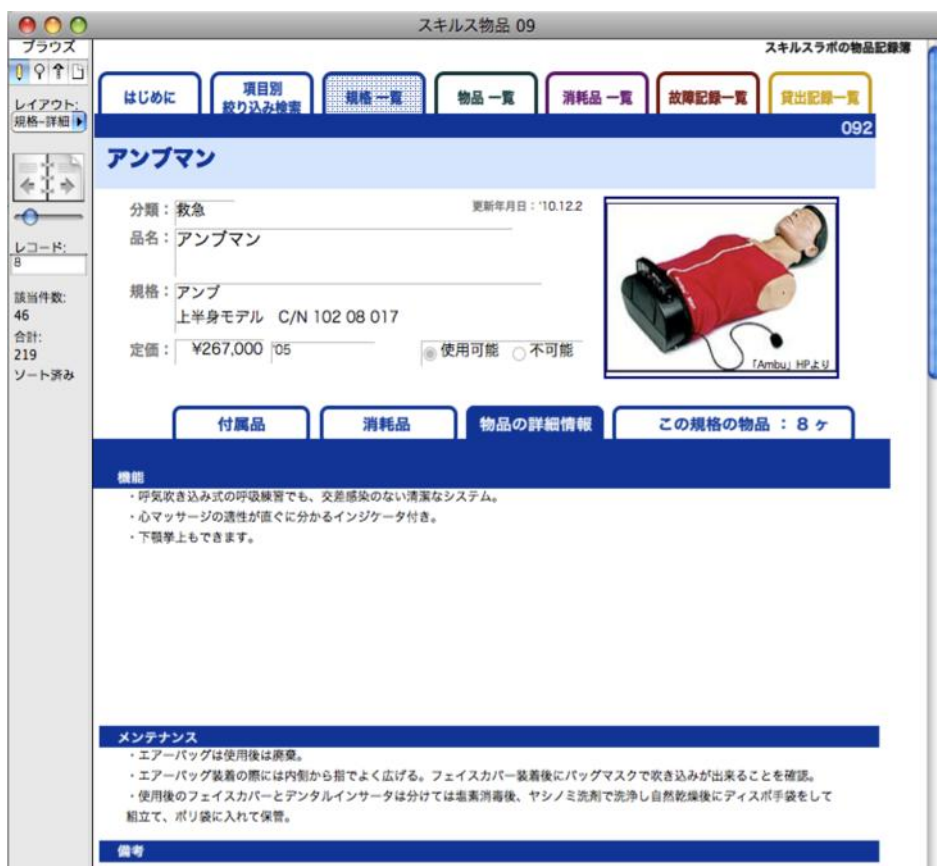 スキルス物品 09
ブラウズ
スキルスラボの物品記録簿
レイアウト:
規格-詳細
はじめに
項目別
絞り込み検索
規格 一覧
物品 一覧
消耗品 一覧
故障記録一覧
貸出記録一覧
092
アンブマン
レコード:
8
該当件数:
46
合計:
219
ソート済み
分類：救急
更新年月日：'10.12.2
品名：アンブマン
規格：アンブ
上半身モデル C/N 102 08 017
定価： ¥267,000 '05
使用可能 不可能
「Ambu」HPより
付属品
消耗品
物品の詳細情報
この規格の物品 ： 8 ヶ
機能
・呼気吹き込み式の呼吸練習でも、交差感染のない清潔なシステム。
・心マッサージの適性が直ぐに分かるインジケータ付き。
・下顎挙上もできます。
メンテナンス
・エアーバッグは使用後は廃棄。
・エアーバッグ装着の際には内側から指でよく広げる。フェイスカバー装着後にバッグマスクで吹き込みが出来ることを確認。
・使用後のフェイスカバーとデンタルインサータは分けては塩素消毒後、ヤシノミ洗剤で洗浄し自然乾燥後にディスポ手袋をして
組立て、ポリ袋に入れて保管。
備考